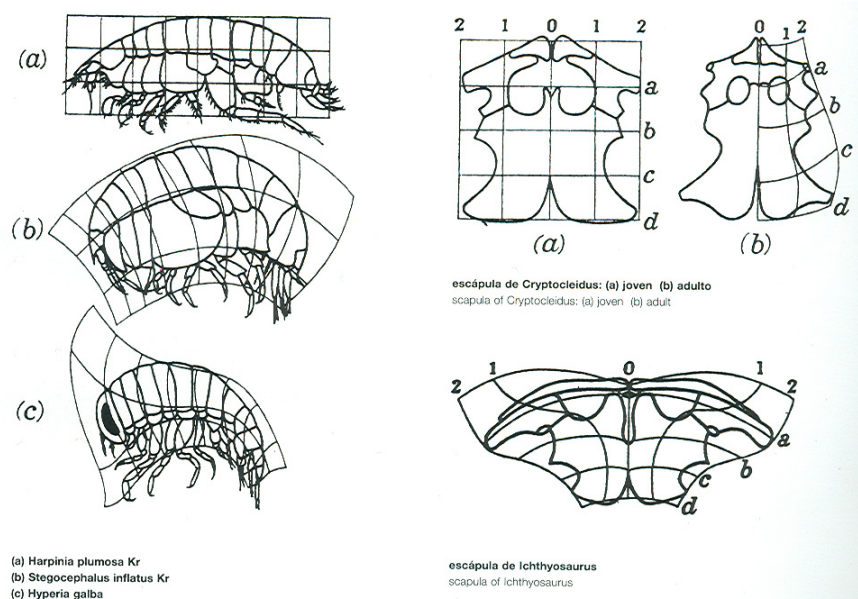 (a)
(b)
(c)
(a) Harpinia plumosa Kr
(b) Stegocephalus inflatus Kr
(c) Hyperia galba
2 1 0 1 2
a
b
c
d
(a)
0 1 2
a
b
c
d
(b)
escápula de Cryptocleidus: (a) joven (b) adulto
scapula of Cryptocleidus: (a) joven (b) adult
2 1 0 1 2
a
b
c
d
escápula de Ichthyosaurus
scapula of Ichthyosaurus